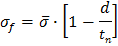 σ_f = σ̄ · [1 − d/t_n]